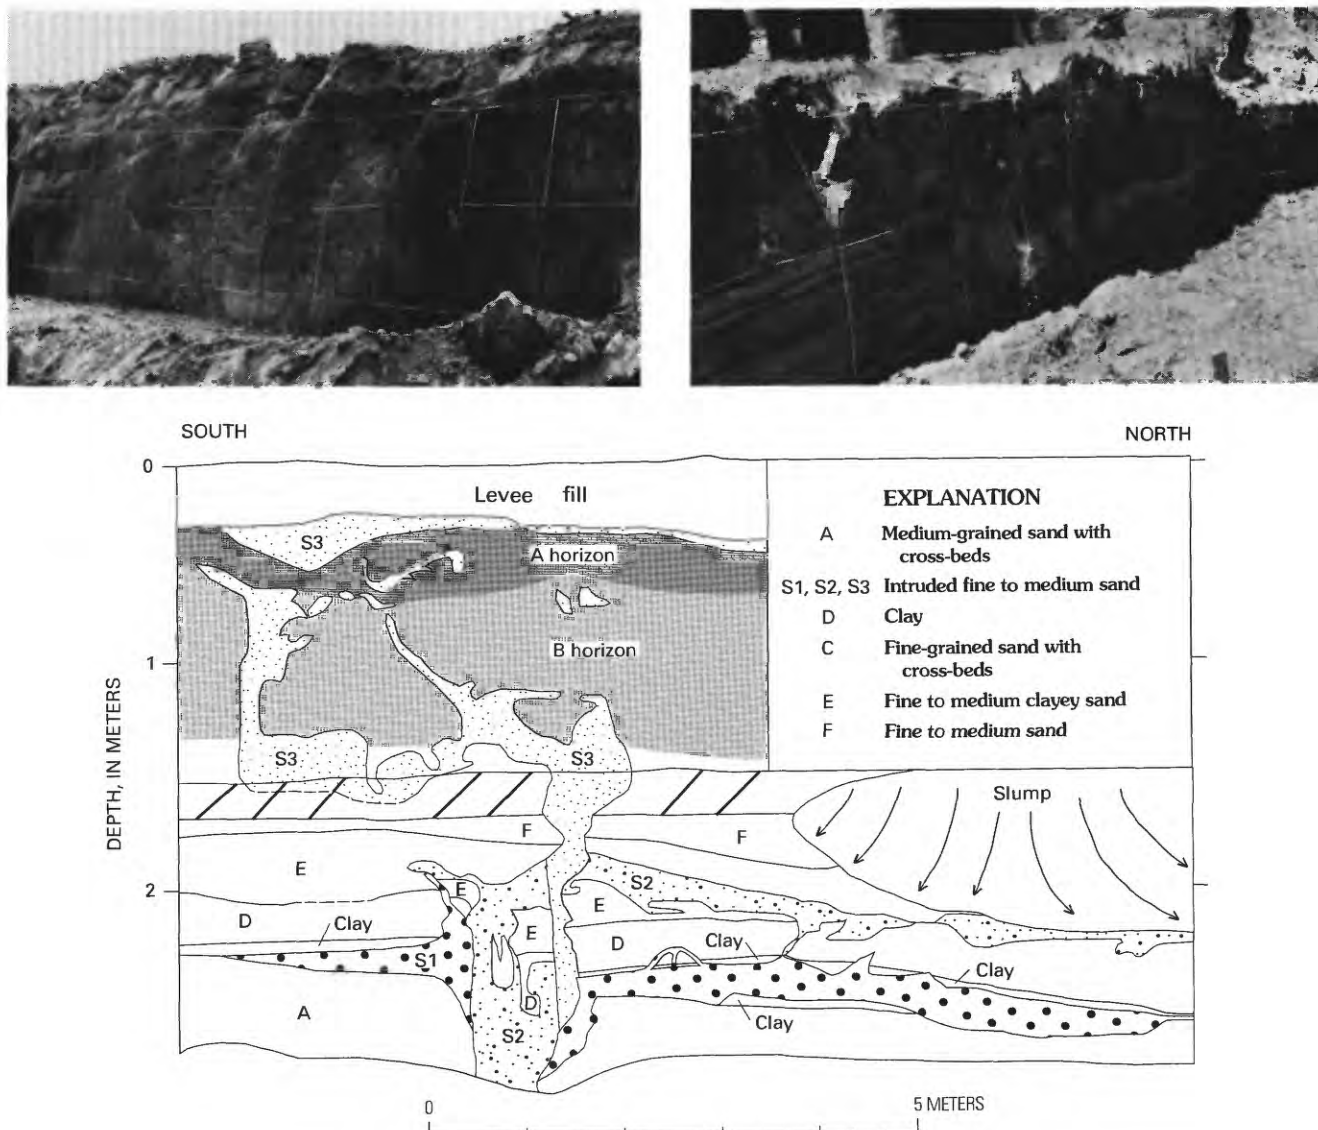 SOUTH
NORTH
0
Levee fill
EXPLANATION
A Medium-grained sand with
cross-beds
S1, S2, S3 Intruded fine to medium sand
D Clay
C Fine-grained sand with
cross-beds
E Fine to medium clayey sand
F Fine to medium sand
S3
A horizon
B horizon
1
DEPTH, IN METERS
S3
S3
Slump
F
F
E
2
E
S2
E
D
Clay
E
D
Clay
S1
Clay
D
A
Clay
S2
0
5 METERS